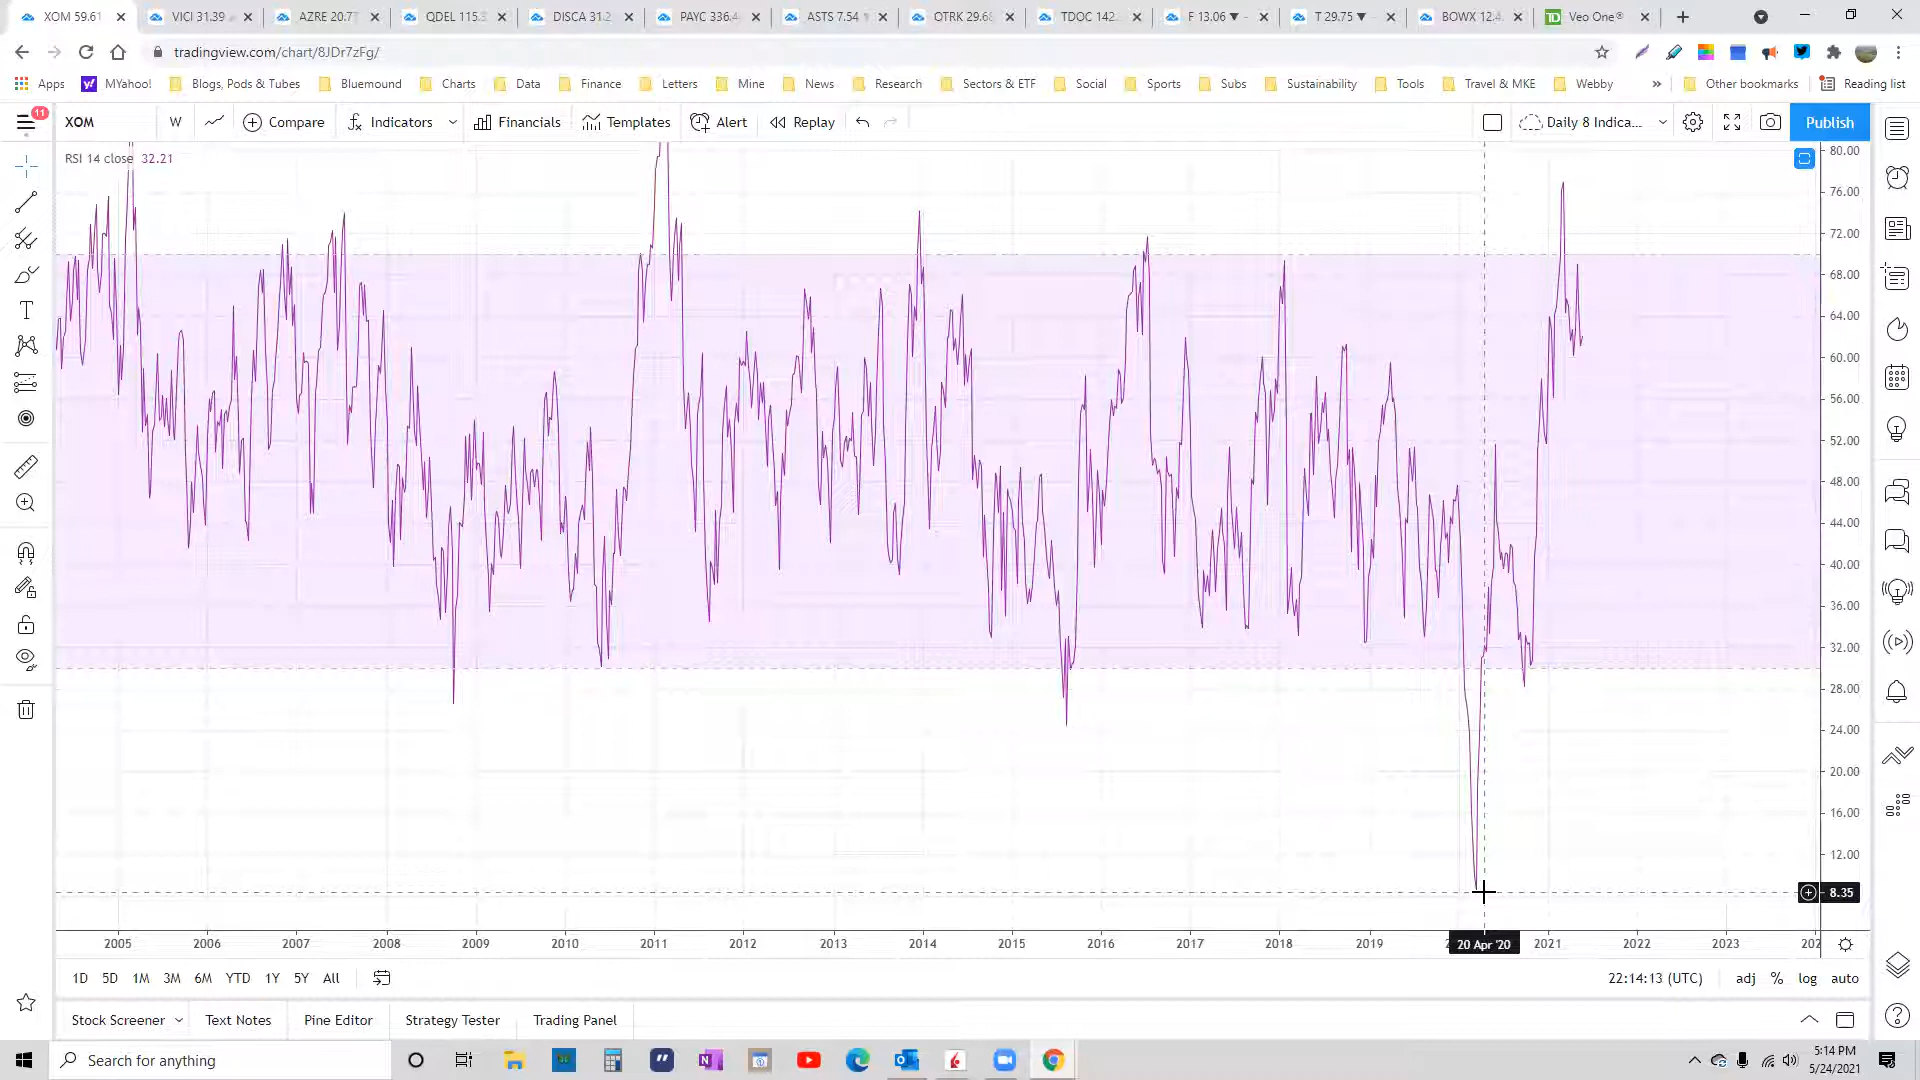 XOM 59.61
VICI 31.39
AZRE 20.7
QDEL 115.
DISCA 31.2
PAYC 336.4
ASTS 7.54
OTRK 29.68
TDOC 142.
F 13.06 ▼
T 29.75 ▼
BOWX 12.4
Veo One®
tradingview.com/chart/8JDr7zFg/
Apps
MYahoo!
Blogs, Pods & Tubes
Bluemound
Charts
Data
Finance
Letters
Mine
News
Research
Sectors & ETF
Social
Sports
Subs
Sustainability
Tools
Travel & MKE
Webby
»
Other bookmarks
Reading list
11
XOM
W
Compare
Indicators
Financials
Templates
Alert
Replay
Daily 8 Indica...
Publish
RSI 14 close 32.21
80.00
76.00
72.00
68.00
64.00
60.00
56.00
52.00
48.00
44.00
40.00
36.00
32.00
28.00
24.00
20.00
16.00
12.00
8.35
2005
2006
2007
2008
2009
2010
2011
2012
2013
2014
2015
2016
2017
2018
2019
20 Apr '20
2021
2022
2023
202
1D
5D
1M
3M
6M
YTD
1Y
5Y
All
22:14:13 (UTC)
adj
%
log
auto
Stock Screener
Text Notes
Pine Editor
Strategy Tester
Trading Panel
Search for anything
5:14 PM
5/24/2021